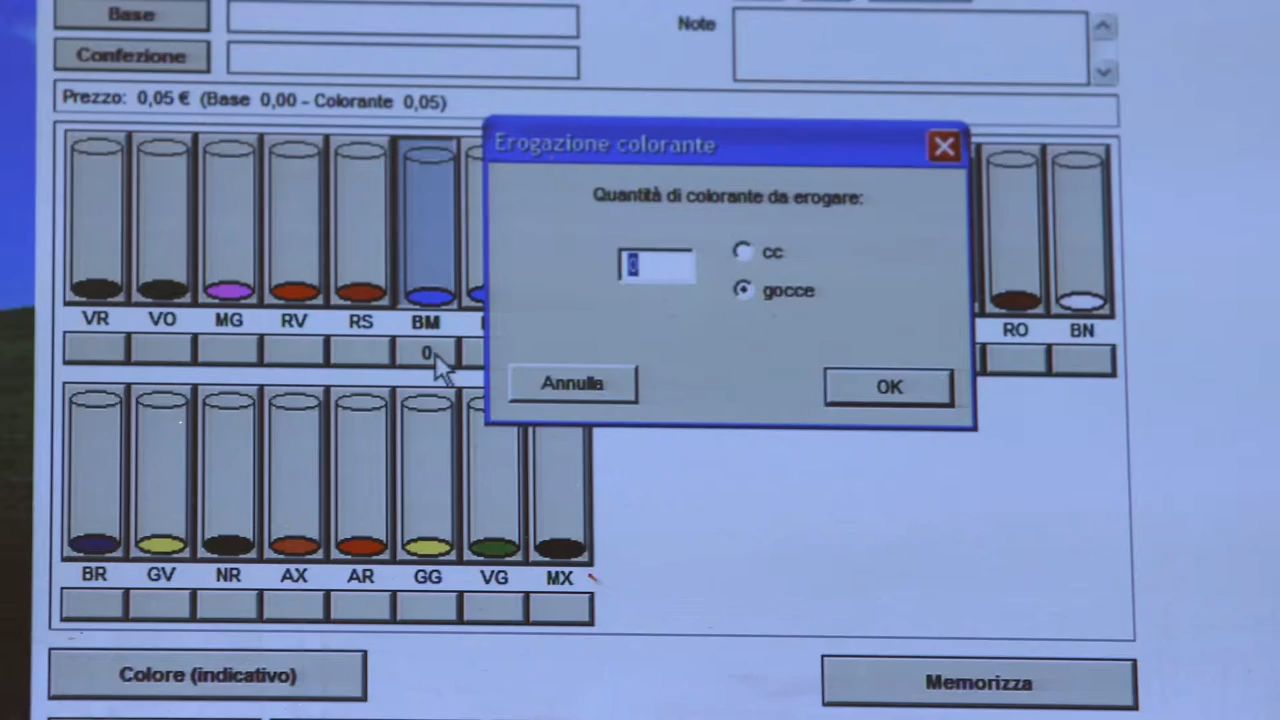 Base
Note
Confezione
Prezzo: 0,05 € (Base 0,00 - Colorante 0,05)
Erogazione colorante
Quantità di colorante da erogare:
0
cc
gocce
Annulla
OK
VR VO MG RV RS BM RO BN
0
BR GV NR AX AR GG VG MX
Colore (indicativo)
Memorizza